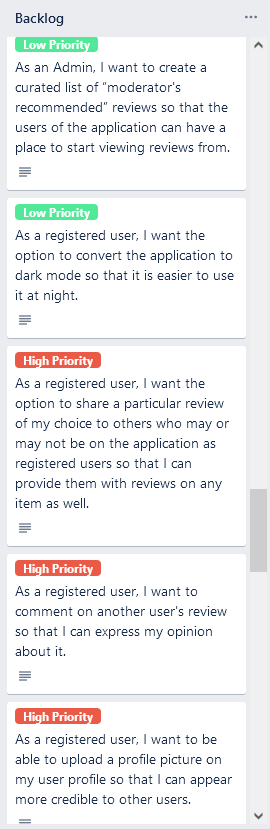 Backlog
Low Priority
As an Admin, I want to create a
curated list of “moderator's
recommended” reviews so that the
users of the application can have a
place to start viewing reviews from.
Low Priority
As a registered user, I want the
option to convert the application to
dark mode so that it is easier to use
it at night.
High Priority
As a registered user, I want the
option to share a particular review
of my choice to others who may or
may not be on the application as
registered users so that I can
provide them with reviews on any
item as well.
High Priority
As a registered user, I want to
comment on another user's review
so that I can express my opinion
about it.
High Priority
As a registered user, I want to be
able to upload a profile picture on
my user profile so that I can appear
more credible to other users.